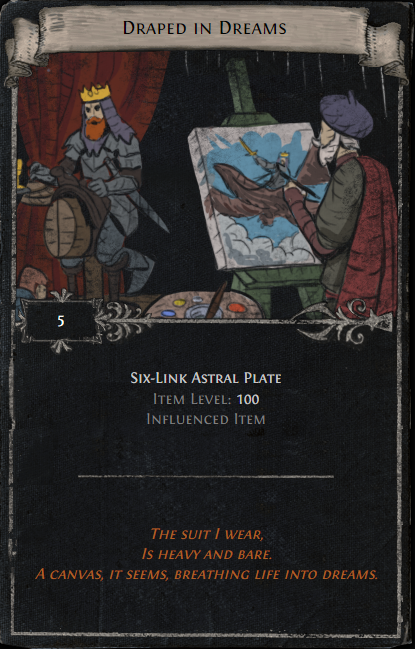 Draped in Dreams
5
Six-Link Astral Plate
Item Level: 100
Influenced Item
The suit I wear,
Is heavy and bare.
A canvas, it seems, breathing life into dreams.